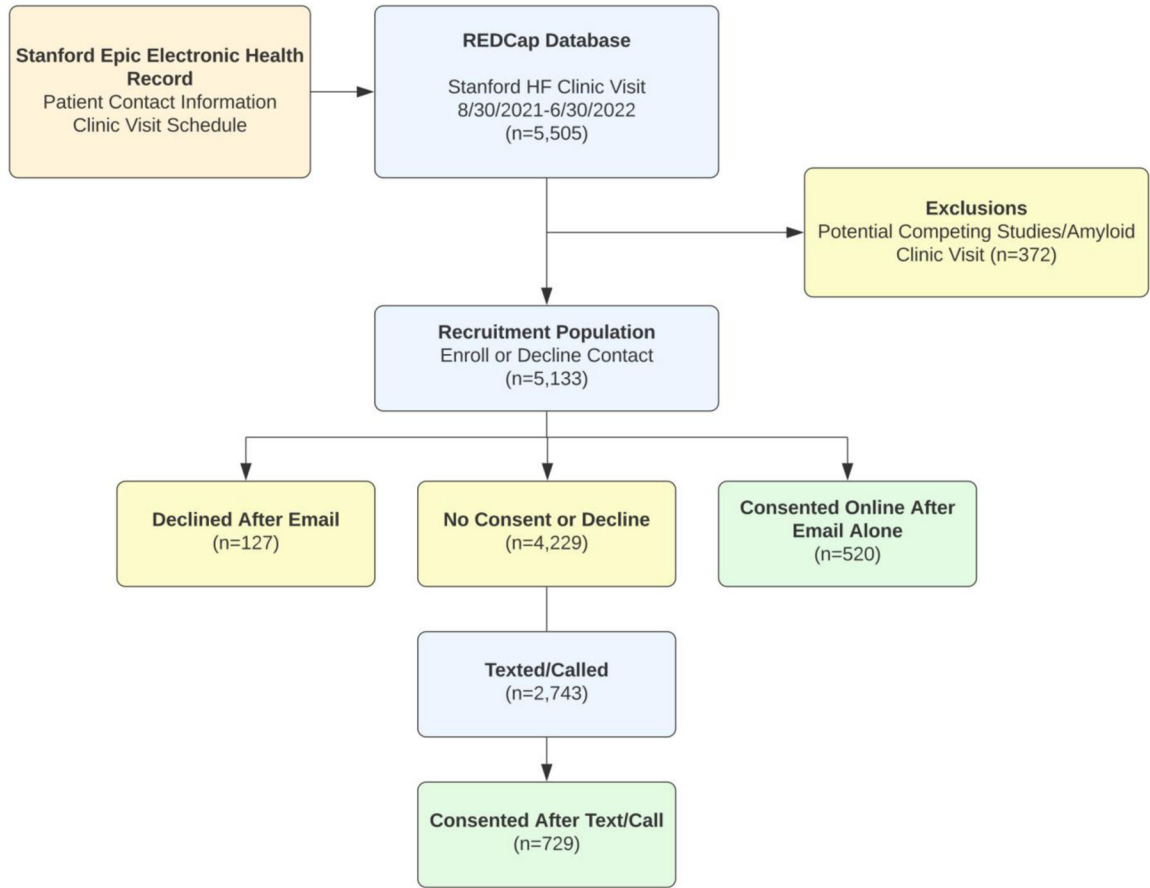 Stanford Epic Electronic Health
Record
Patient Contact Information
Clinic Visit Schedule
REDCap Database
Stanford HF Clinic Visit
8/30/2021-6/30/2022
(n=5,505)
Exclusions
Potential Competing Studies/Amyloid
Clinic Visit (n=372)
Recruitment Population
Enroll or Decline Contact
(n=5,133)
Declined After Email
(n=127)
No Consent or Decline
(n=4,229)
Consented Online After
Email Alone
(n=520)
Texted/Called
(n=2,743)
Consented After Text/Call
(n=729)